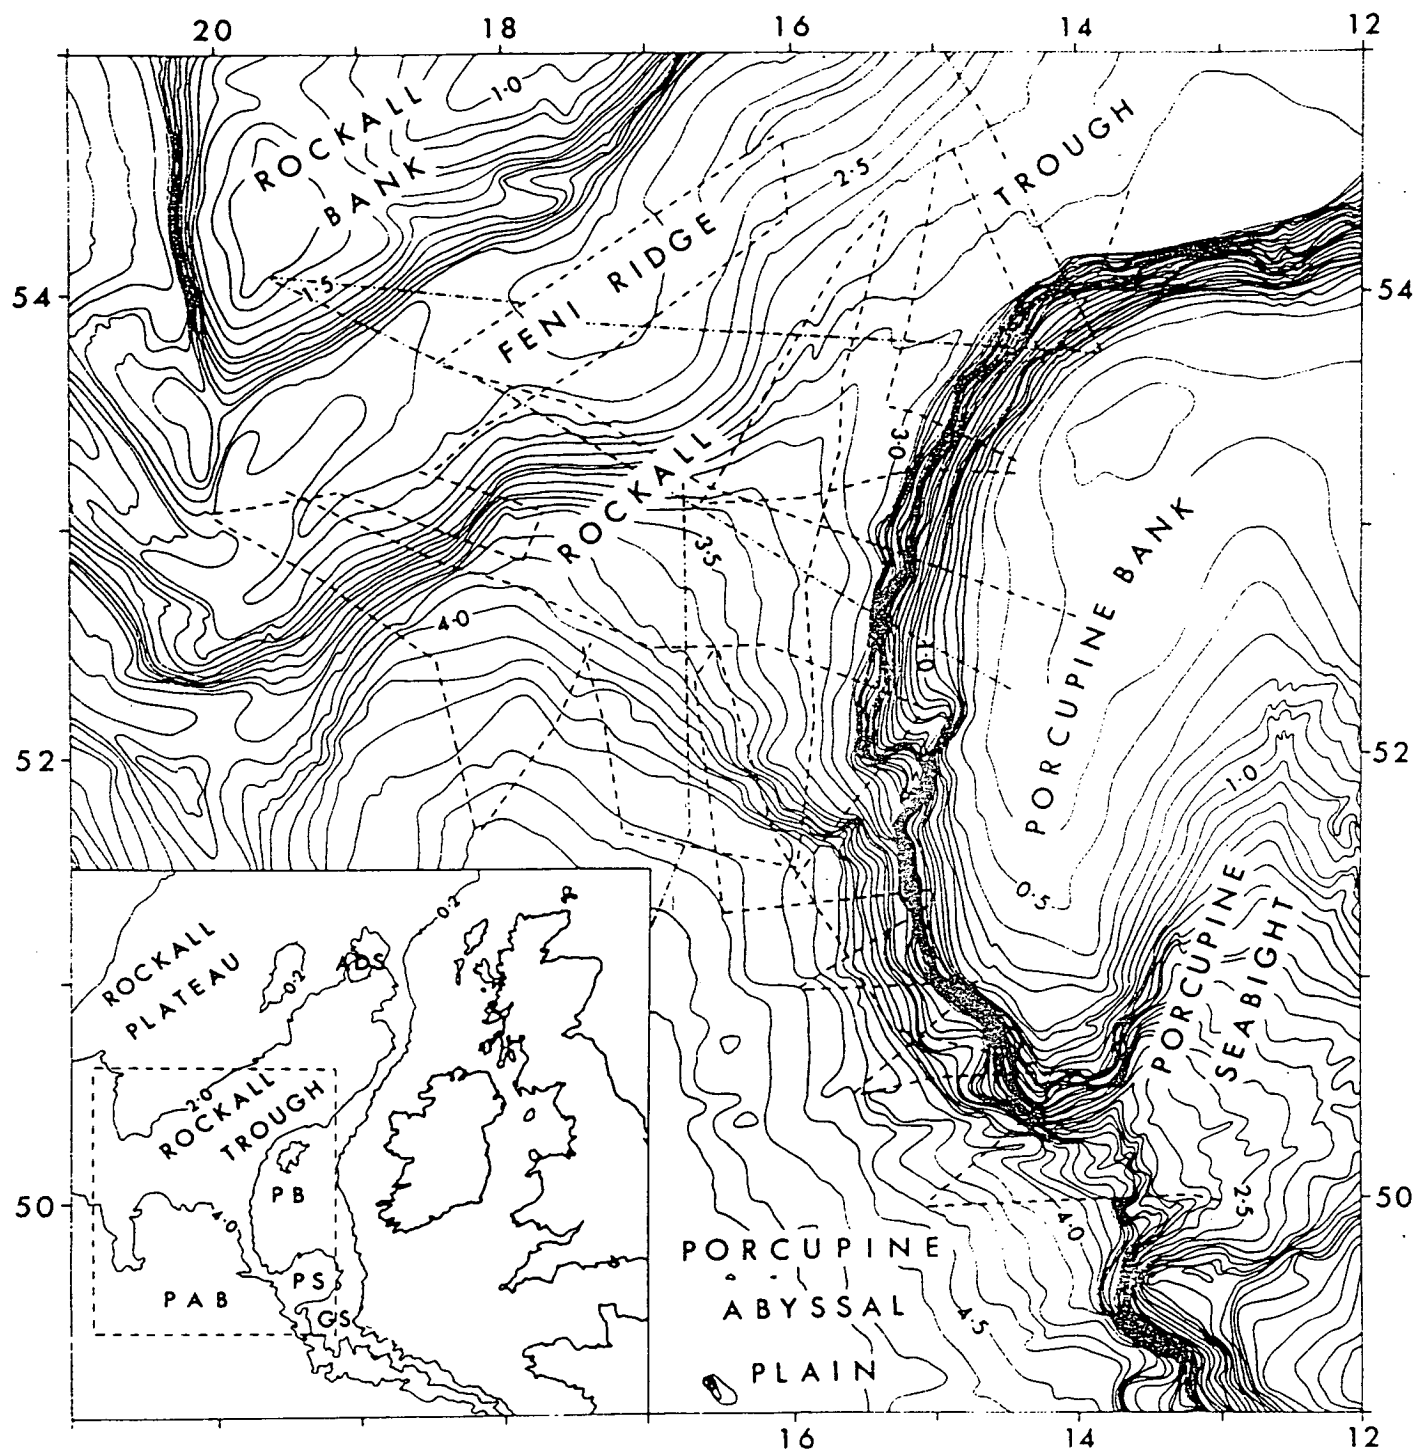 20 18 16 14 12
1·0
ROCKALL
BANK
TROUGH
2·5
FENI RIDGE
54 54
1·5
3·0
ROCKALL
3·5
PORCUPINE BANK
4·0
1·0
52 52
1·0
0·5
PORCUPINE
SEABIGHT
0·2
ROCKALL
PLATEAU
ADS
0·2
2·0
ROCKALL
TROUGH
PB
50 50
4·0
2·5
4·0
PORCUPINE
ABYSSAL
PLAIN
PS
PAB
GS
4·5
16 14 12